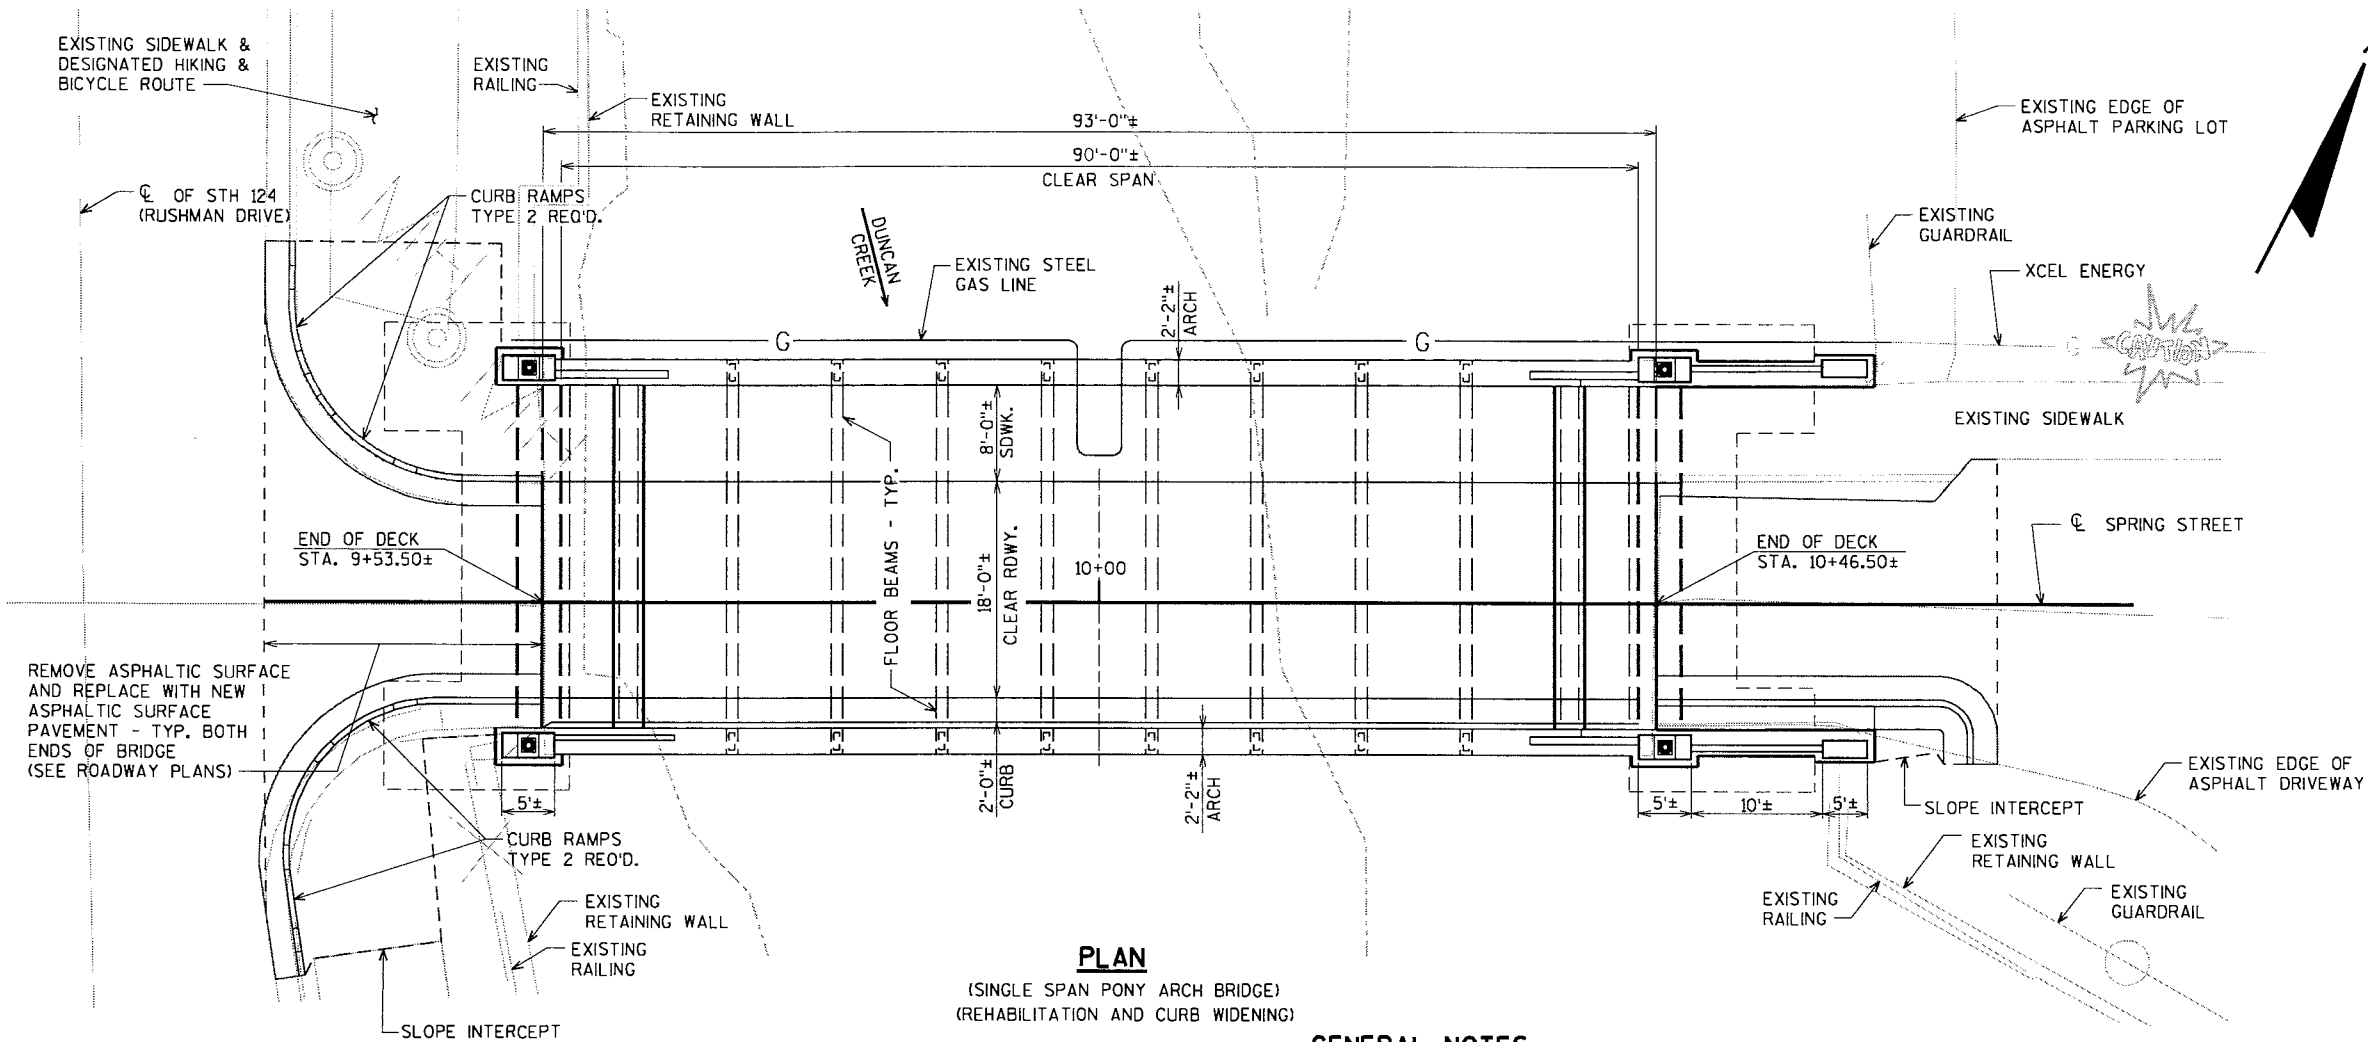 EXISTING SIDEWALK &
DESIGNATED HIKING &
BICYCLE ROUTE
EXISTING
RAILING
EXISTING
RETAINING WALL
93'-0"±
90'-0"±
CLEAR SPAN
EXISTING EDGE OF
ASPHALT PARKING LOT
℄ OF STH 124
(RUSHMAN DRIVE)
CURB RAMPS
TYPE 2 REQ'D.
DUNCAN
CREEK
EXISTING STEEL
GAS LINE
2'-2"±
ARCH
EXISTING
GUARDRAIL
XCEL ENERGY
G
G
G
CAUTION
8'-0"±
SDWK.
EXISTING SIDEWALK
FLOOR BEAMS - TYP.
END OF DECK
STA. 9+53.50±
18'-0"±
CLEAR RDWY.
10+00
END OF DECK
STA. 10+46.50±
℄ SPRING STREET
REMOVE ASPHALTIC SURFACE
AND REPLACE WITH NEW
ASPHALTIC SURFACE
PAVEMENT - TYP. BOTH
ENDS OF BRIDGE
(SEE ROADWAY PLANS)
5'±
2'-0"±
CURB
2'-2"±
ARCH
5'±
10'±
5'±
SLOPE INTERCEPT
EXISTING EDGE OF
ASPHALT DRIVEWAY
CURB RAMPS
TYPE 2 REQ'D.
EXISTING
RETAINING WALL
EXISTING
RAILING
EXISTING
RETAINING WALL
EXISTING
RAILING
EXISTING
GUARDRAIL
SLOPE INTERCEPT
PLAN
(SINGLE SPAN PONY ARCH BRIDGE)
(REHABILITATION AND CURB WIDENING)
GENERAL NOTES